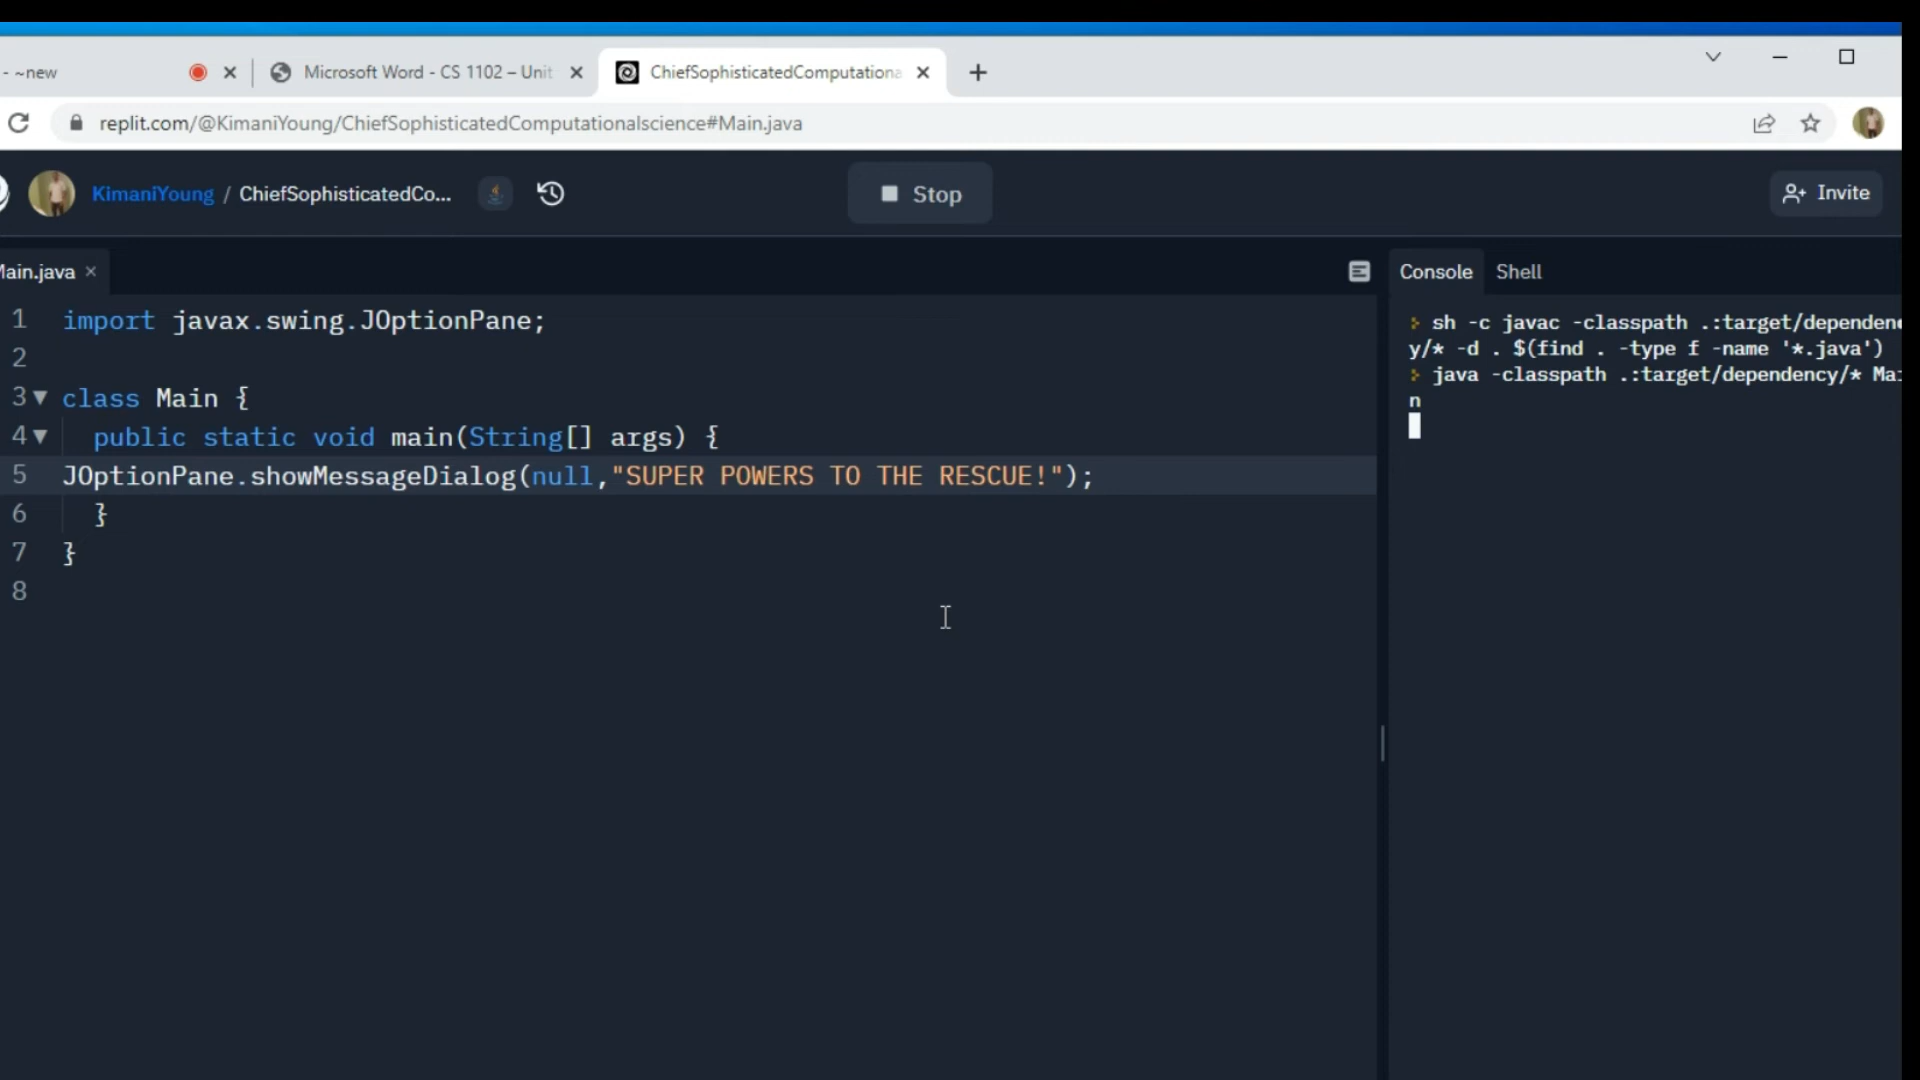 - ~new
Microsoft Word - CS 1102 – Unit
ChiefSophisticatedComputationa
replit.com/@KimaniYoung/ChiefSophisticatedComputationalscience#Main.java
KimaniYoung / ChiefSophisticatedCo...
Stop
Invite
Main.java
Console
Shell
1 import javax.swing.JOptionPane;
2
3 class Main {
4 public static void main(String[] args) {
5 JOptionPane.showMessageDialog(null,"SUPER POWERS TO THE RESCUE!");
6 }
7 }
8
sh -c javac -classpath .:target/dependenc
y/* -d . $(find . -type f -name '*.java')
java -classpath .:target/dependency/* Mai
n